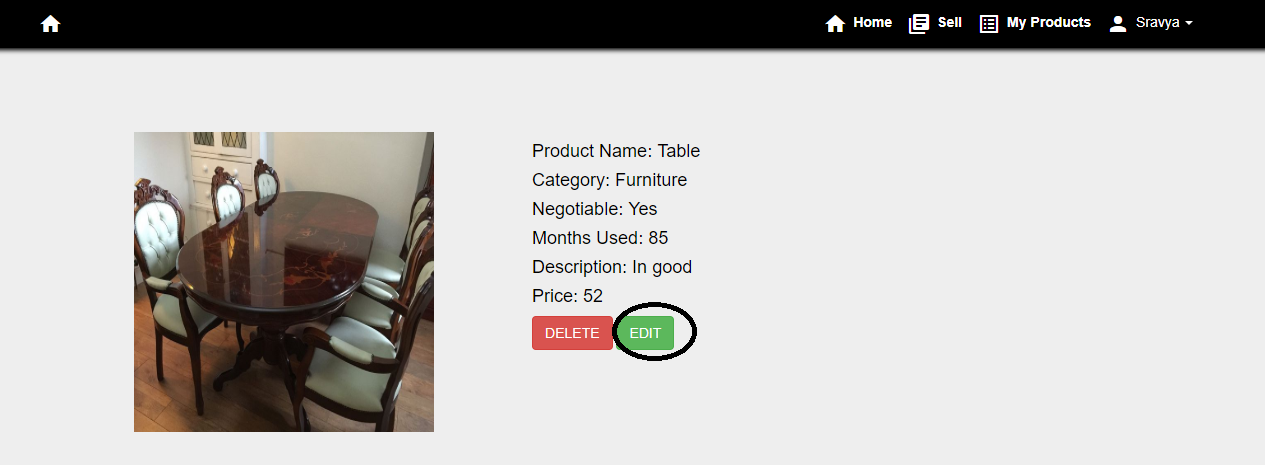 Home Sell My Products Sravya
Product Name: Table
Category: Furniture
Negotiable: Yes
Months Used: 85
Description: In good
Price: 52
DELETE EDIT